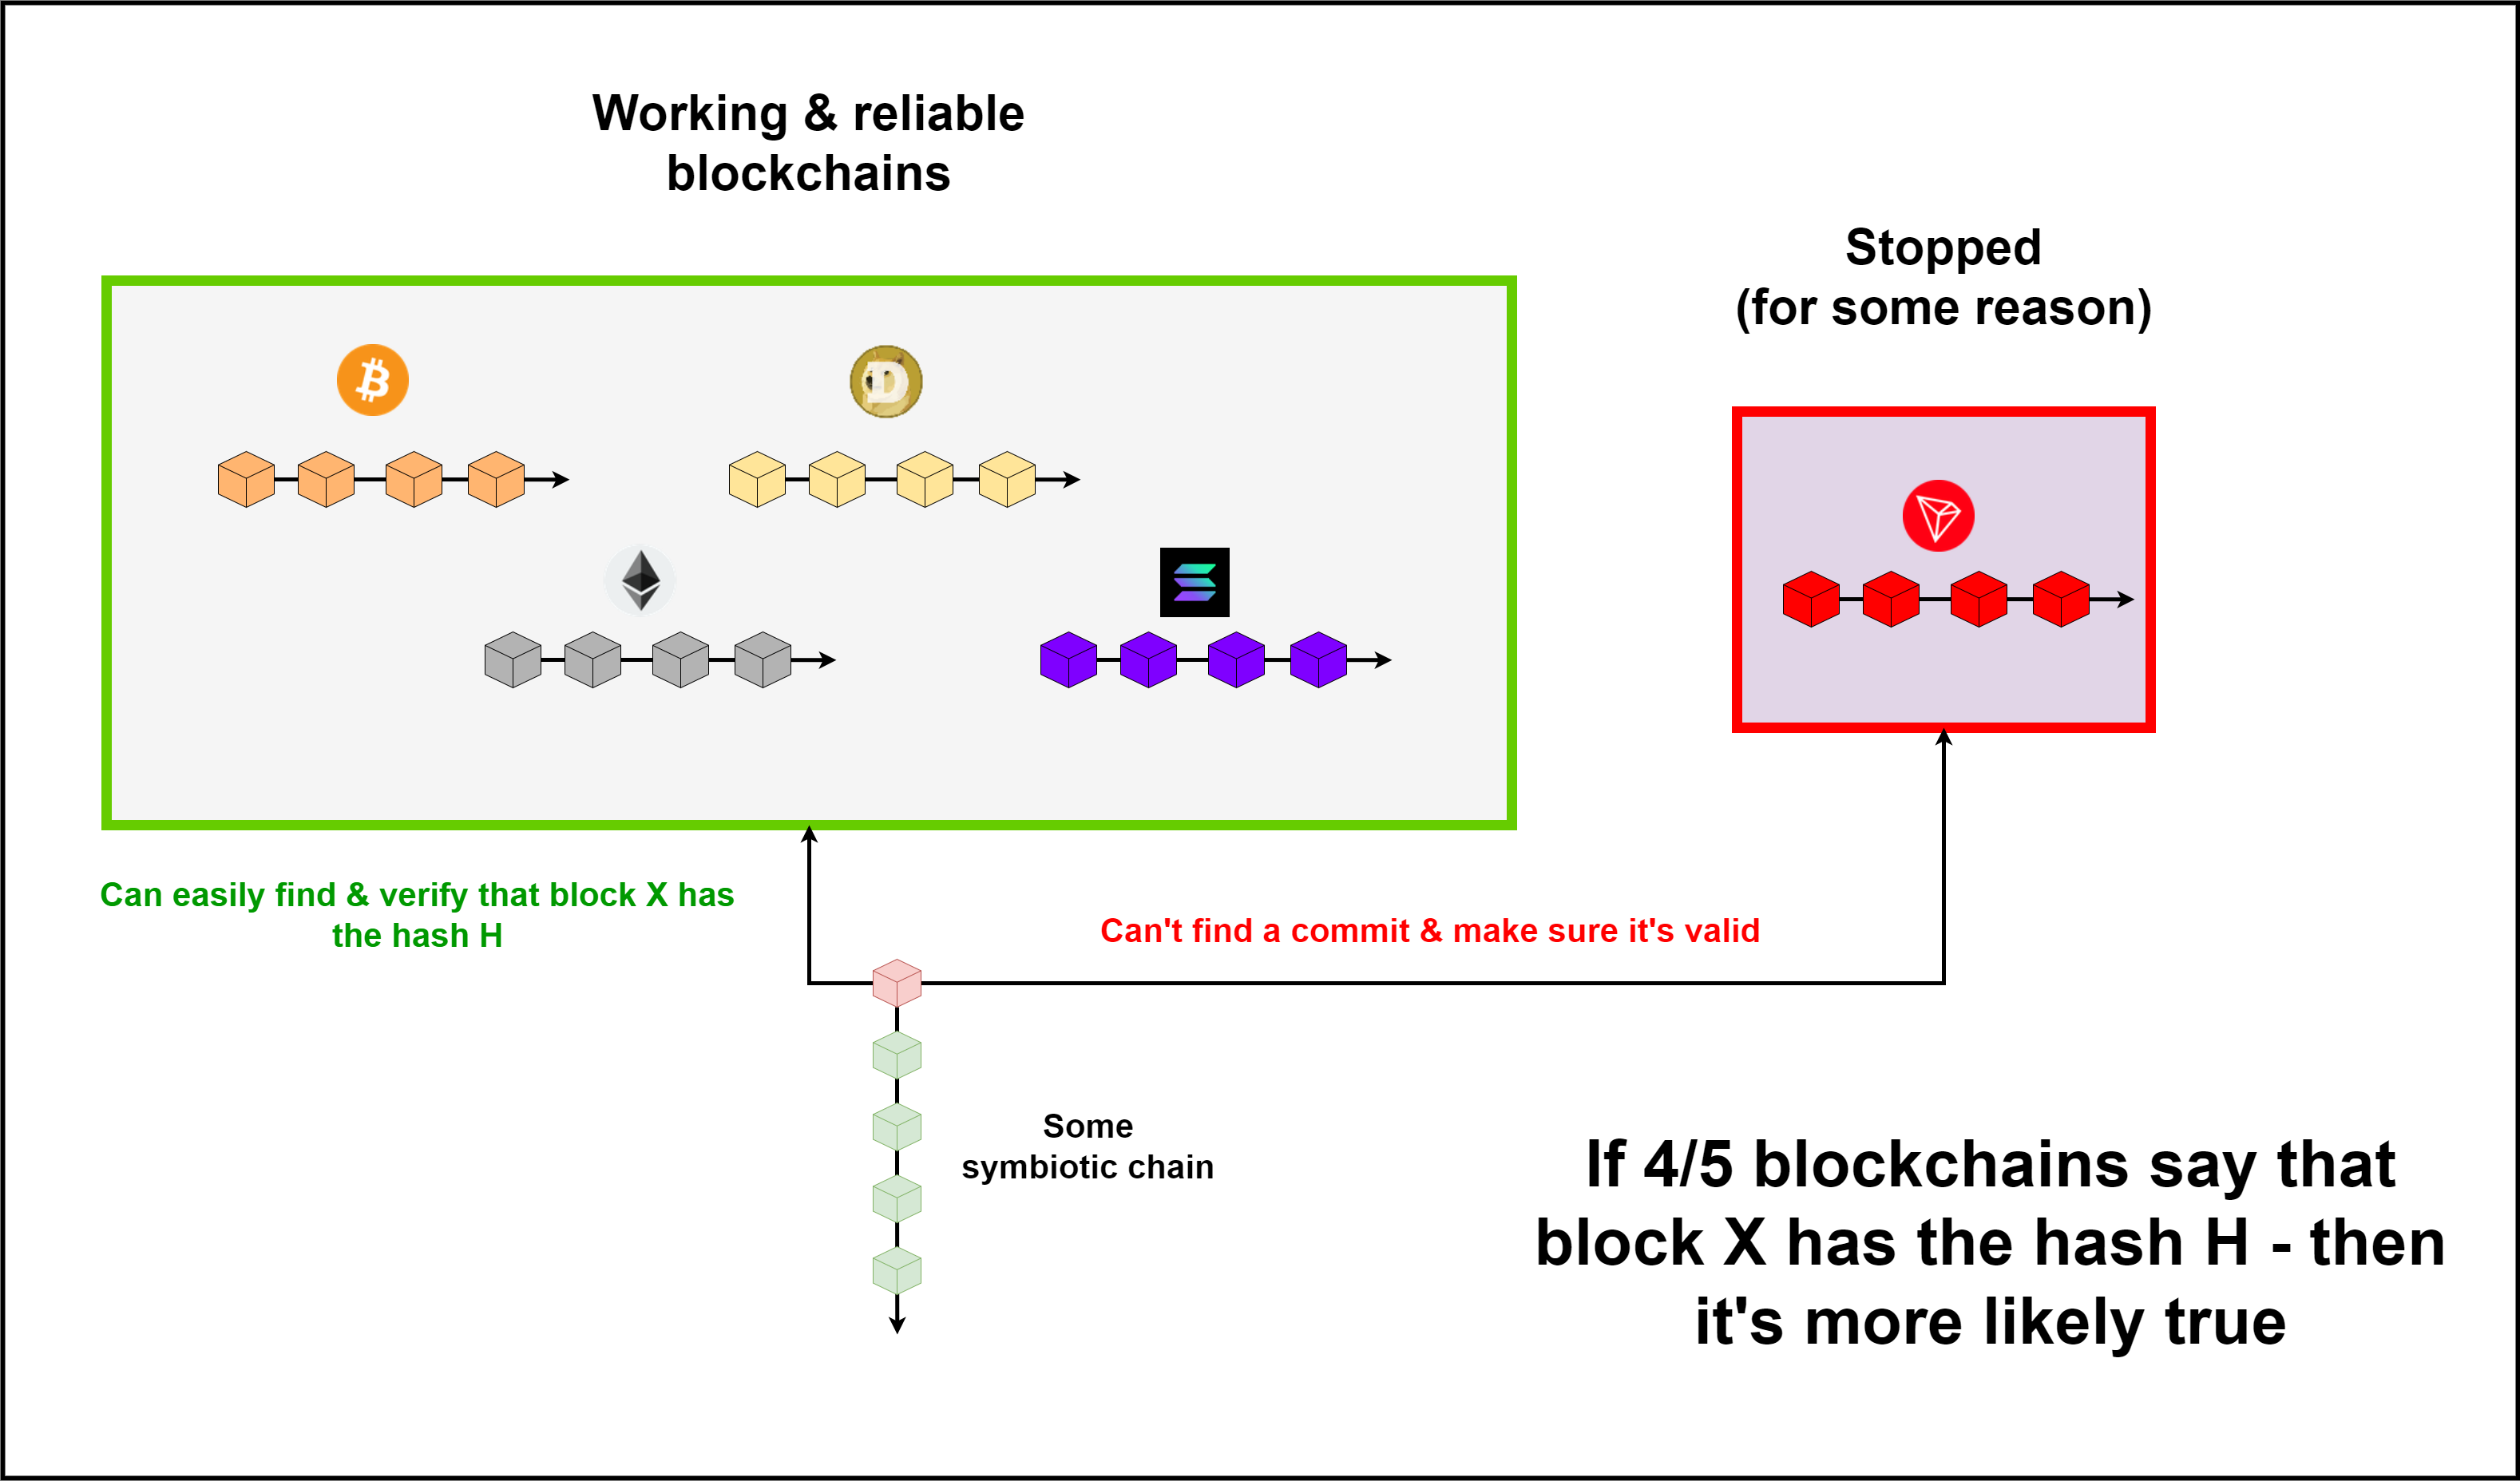 Working & reliable
blockchains
Stopped
(for some reason)
Can easily find & verify that block X has
the hash H
Can't find a commit & make sure it's valid
Some
symbiotic chain
If 4/5 blockchains say that
block X has the hash H - then
it's more likely true